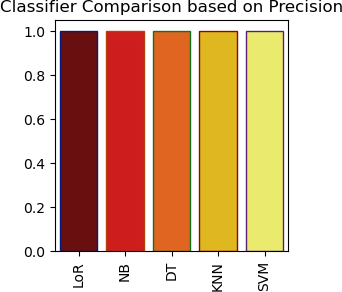 Classifier Comparison based on Precision
1.0
0.8
0.6
0.4
0.2
0.0
LoR
NB
DT
KNN
SVM